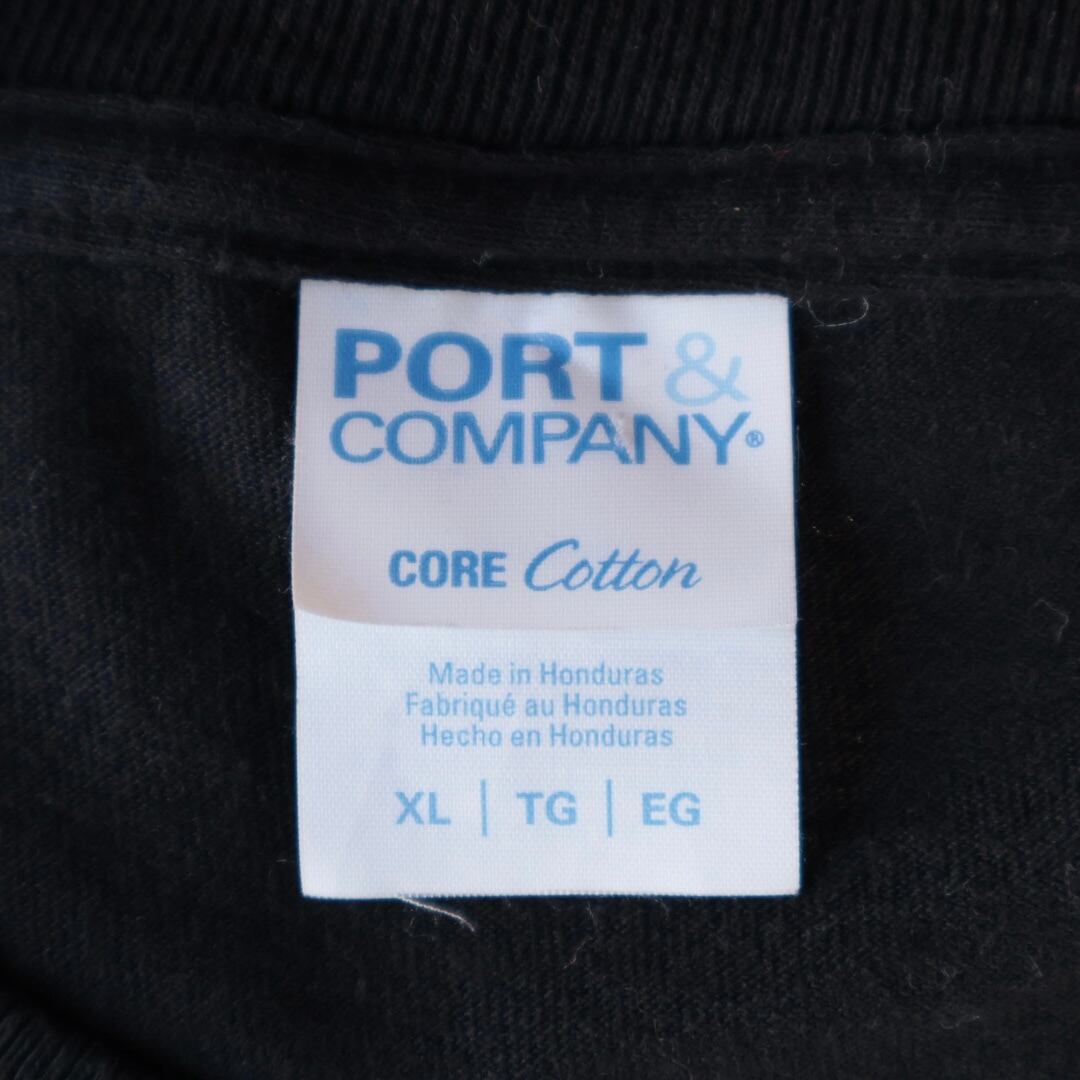 PORT &
COMPANY®
CORE Cotton
Made in Honduras
Fabriqué au Honduras
Hecho en Honduras
XL | TG | EG